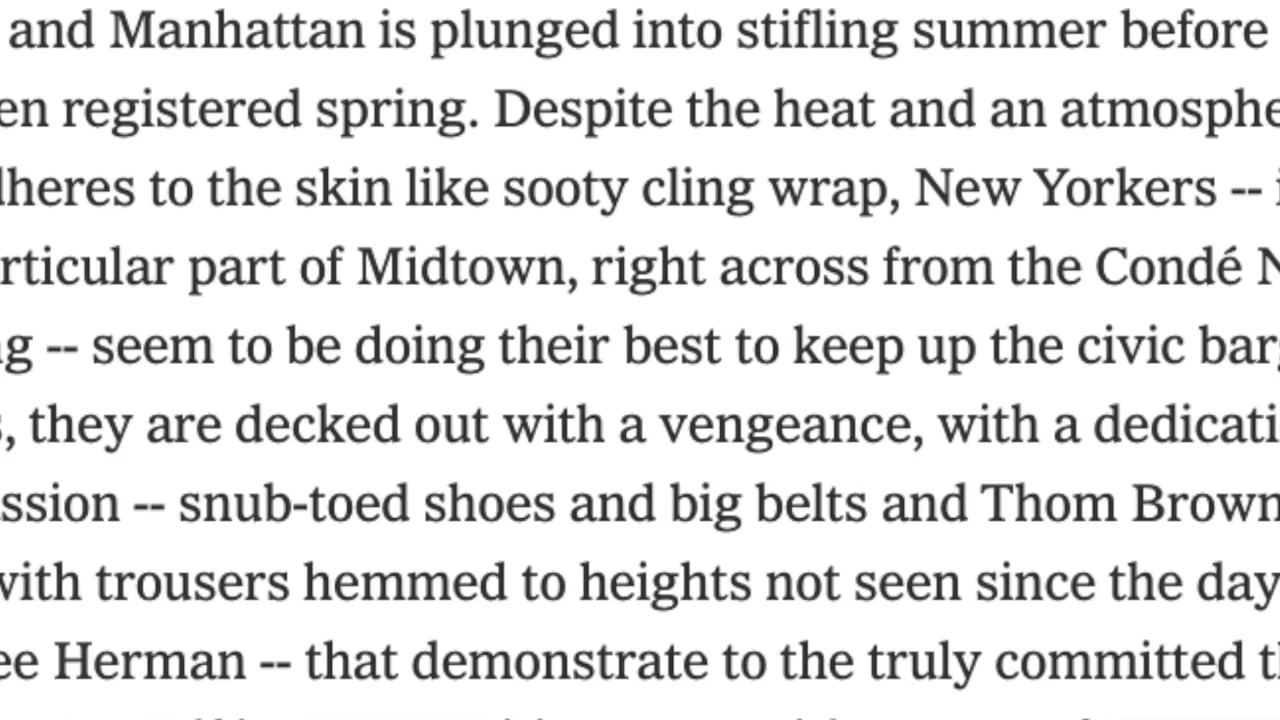 and Manhattan is plunged into stifling summer before
en registered spring. Despite the heat and an atmosphe
dheres to the skin like sooty cling wrap, New Yorkers -- i
rticular part of Midtown, right across from the Condé N
g -- seem to be doing their best to keep up the civic barg
, they are decked out with a vengeance, with a dedicati
ssion -- snub-toed shoes and big belts and Thom Brown
with trousers hemmed to heights not seen since the day
ee Herman -- that demonstrate to the truly committed th